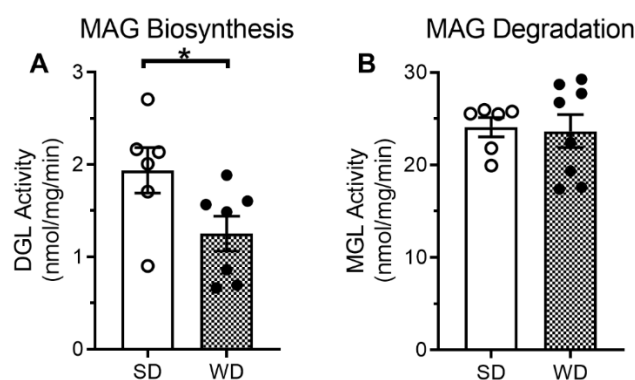 MAG Biosynthesis
A
*
3
2
1
0
DGL Activity
(nmol/mg/min)
SD
WD
MAG Degradation
B
30
20
10
0
MGL Activity
(nmol/mg/min)
SD
WD